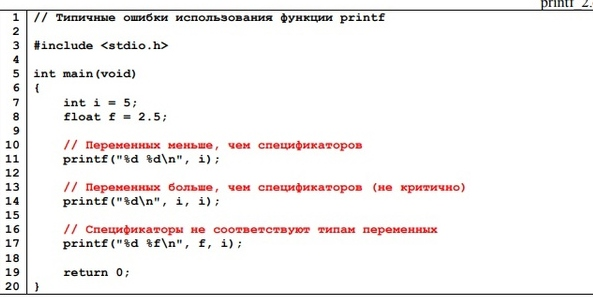 printf_2.
1 // Типичные ошибки использования функции printf
2
3 #include <stdio.h>
4
5 int main(void)
6 {
7     int i = 5;
8     float f = 2.5;
9
10     // Переменных меньше, чем спецификаторов
11     printf("%d %d\n", i);
12
13     // Переменных больше, чем спецификаторов (не критично)
14     printf("%d\n", i, i);
15
16     // Спецификаторы не соответствуют типам переменных
17     printf("%d %f\n", f, i);
18
19     return 0;
20 }